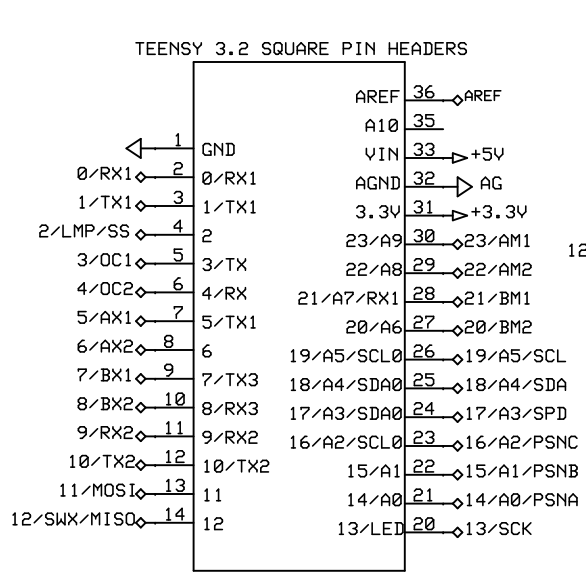 TEENSY 3.2 SQUARE PIN HEADERS
AREF 36 AREF
A10 35
1 GND
VIN 33 +5V
0/RX1 2 0/RX1
AGND 32 AG
1/TX1 3 1/TX1
3.3V 31 +3.3V
2/LMP/SS 4 2
23/A9 30 23/AM1
12
3/OC1 5 3/TX
22/A8 29 22/AM2
4/OC2 6 4/RX
21/A7/RX1 28 21/BM1
5/AX1 7 5/TX1
20/A6 27 20/BM2
6/AX2 8 6
19/A5/SCL0 26 19/A5/SCL
7/BX1 9 7/TX3
18/A4/SDA0 25 18/A4/SDA
8/BX2 10 8/RX3
17/A3/SDA0 24 17/A3/SPD
9/RX2 11 9/RX2
16/A2/SCL0 23 16/A2/PSNC
10/TX2 12 10/TX2
15/A1 22 15/A1/PSNB
11/MOSI 13 11
14/A0 21 14/A0/PSNA
12/SWX/MISO 14 12
13/LED 20 13/SCK